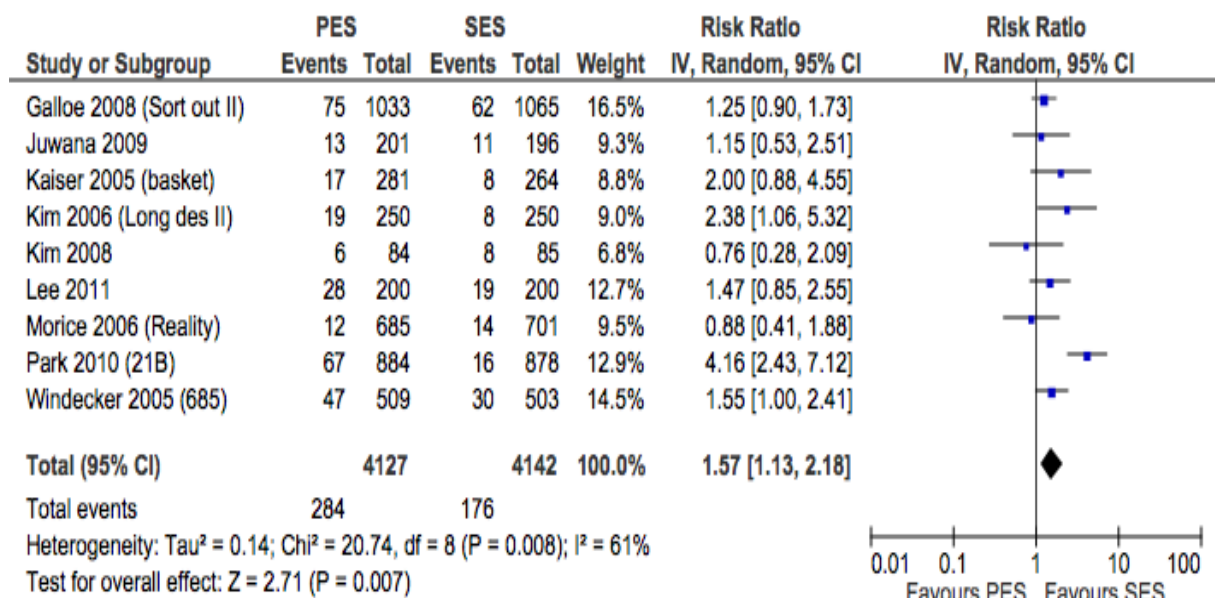 PES SES Risk Ratio Risk Ratio
Study or Subgroup Events Total Events Total Weight IV, Random, 95% CI IV, Random, 95% CI
Galloe 2008 (Sort out II) 75 1033 62 1065 16.5% 1.25 [0.90, 1.73]
Juwana 2009 13 201 11 196 9.3% 1.15 [0.53, 2.51]
Kaiser 2005 (basket) 17 281 8 264 8.8% 2.00 [0.88, 4.55]
Kim 2006 (Long des II) 19 250 8 250 9.0% 2.38 [1.06, 5.32]
Kim 2008 6 84 8 85 6.8% 0.76 [0.28, 2.09]
Lee 2011 28 200 19 200 12.7% 1.47 [0.85, 2.55]
Morice 2006 (Reality) 12 685 14 701 9.5% 0.88 [0.41, 1.88]
Park 2010 (21B) 67 884 16 878 12.9% 4.16 [2.43, 7.12]
Windecker 2005 (685) 47 509 30 503 14.5% 1.55 [1.00, 2.41]
Total (95% CI) 4127 4142 100.0% 1.57 [1.13, 2.18]
Total events 284 176
Heterogeneity: Tau² = 0.14; Chi² = 20.74, df = 8 (P = 0.008); I² = 61%
Test for overall effect: Z = 2.71 (P = 0.007)
0.01 0.1 1 10 100
Favours PES Favours SES